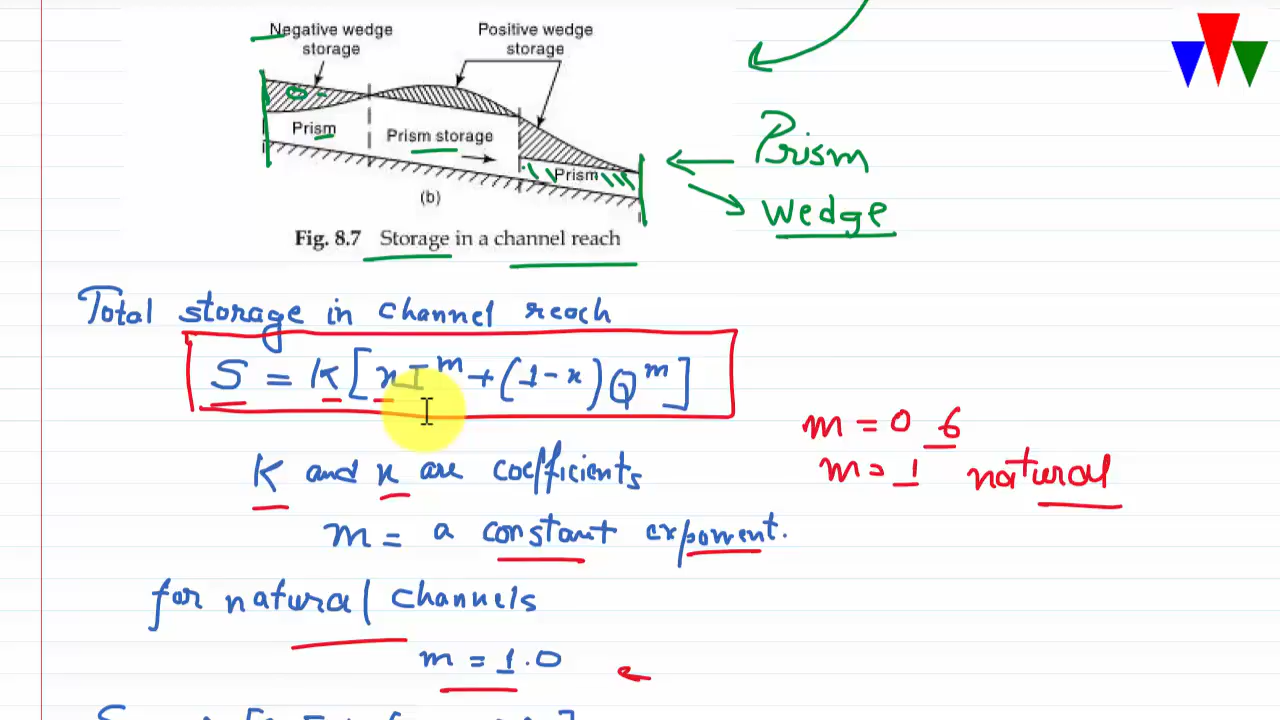 Negative wedge
storage
Positive wedge
storage
Prism
Prism storage
Prism
(b)
Fig. 8.7 Storage in a channel reach
Prism
wedge
Total storage in channel reach
S = K[xI^m + (1-x)Q^m]
m = 0 6
m = 1 natural
K and x are coefficients
m = a constant exponent.
for natural channels
m = 1.0